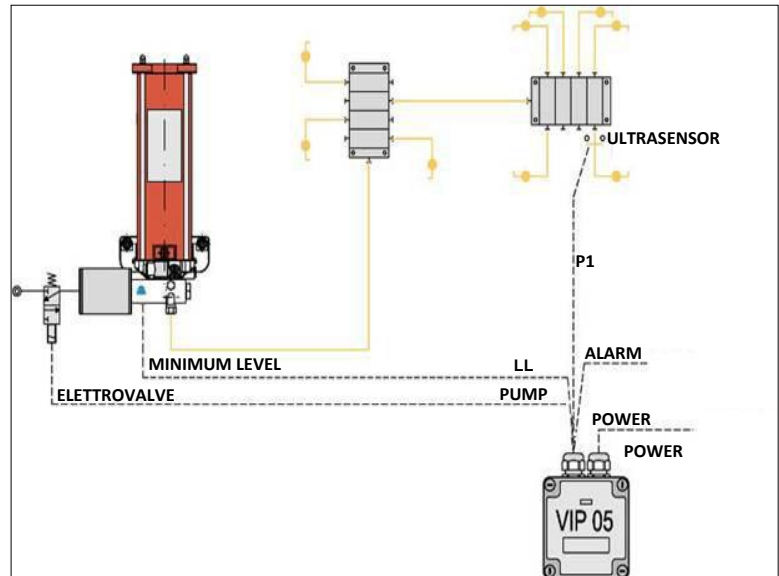 ULTRASENSOR
P1
ALARM
MINIMUM LEVEL
LL
ELETTROVALVE
PUMP
POWER
POWER
VIP 05